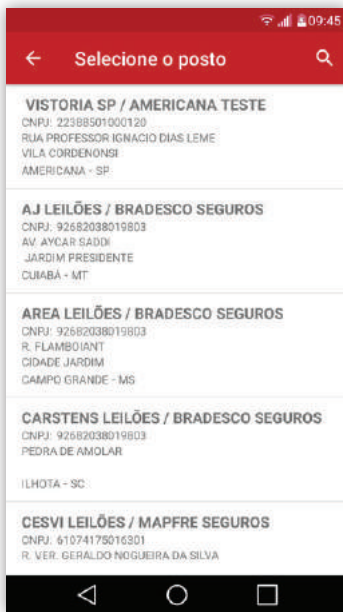 09:45
Selecione o posto
VISTORIA SP / AMERICANA TESTE
CNPJ: 22388501000120
RUA PROFESSOR IGNACIO DIAS LEME
VILA CORDENONSI
AMERICANA - SP
AJ LEILÕES / BRADESCO SEGUROS
CNPJ: 92682038019803
AV. AYCAR SADDI
JARDIM PRESIDENTE
CUIABÁ - MT
AREA LEILÕES / BRADESCO SEGUROS
CNPJ: 92682038019803
R. FLAMBOIANT
CIDADE JARDIM
CAMPO GRANDE - MS
CARSTENS LEILÕES / BRADESCO SEGUROS
CNPJ: 92682038019803
PEDRA DE AMOLAR
ILHOTA - SC
CESVI LEILÕES / MAPFRE SEGUROS
CNPJ: 61074175016301
R. VER. GERALDO NOGUEIRA DA SILVA